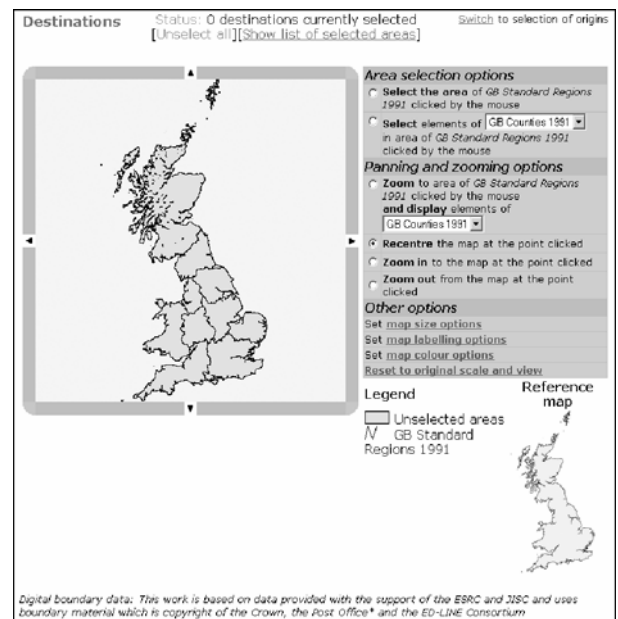 Destinations
Status: 0 destinations currently selected
[Unselect all][Show list of selected areas]
Switch to selection of origins
Area selection options
Select the area of GB Standard Regions
1991 clicked by the mouse
Select elements of GB Counties 1991
in area of GB Standard Regions 1991
clicked by the mouse
Panning and zooming options
Zoom to area of GB Standard Regions
1991 clicked by the mouse
and display elements of
GB Counties 1991
Recentre the map at the point clicked
Zoom in to the map at the point clicked
Zoom out from the map at the point
clicked
Other options
Set map size options
Set map labelling options
Set map colour options
Reset to original scale and view
Legend
Unselected areas
GB Standard
Regions 1991
Reference
map
Digital boundary data: This work is based on data provided with the support of the ESRC and JISC and uses
boundary material which is copyright of the Crown, the Post Office* and the ED-LINE Consortium